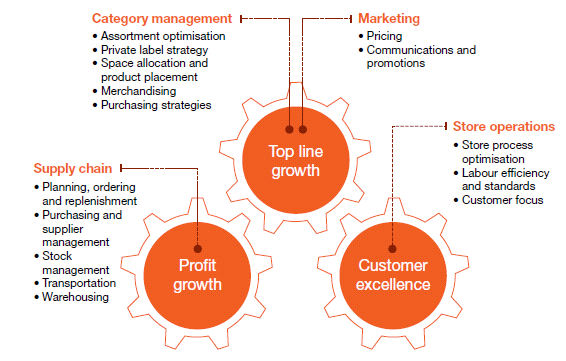 Category management
• Assortment optimisation
• Private label strategy
• Space allocation and
product placement
• Merchandising
• Purchasing strategies
Marketing
• Pricing
• Communications and
promotions
Top line
growth
Store operations
• Store process
optimisation
• Labour efficiency
and standards
• Customer focus
Supply chain
• Planning, ordering
and replenishment
• Purchasing and
supplier
management
• Stock
management
• Transportation
• Warehousing
Profit
growth
Customer
excellence